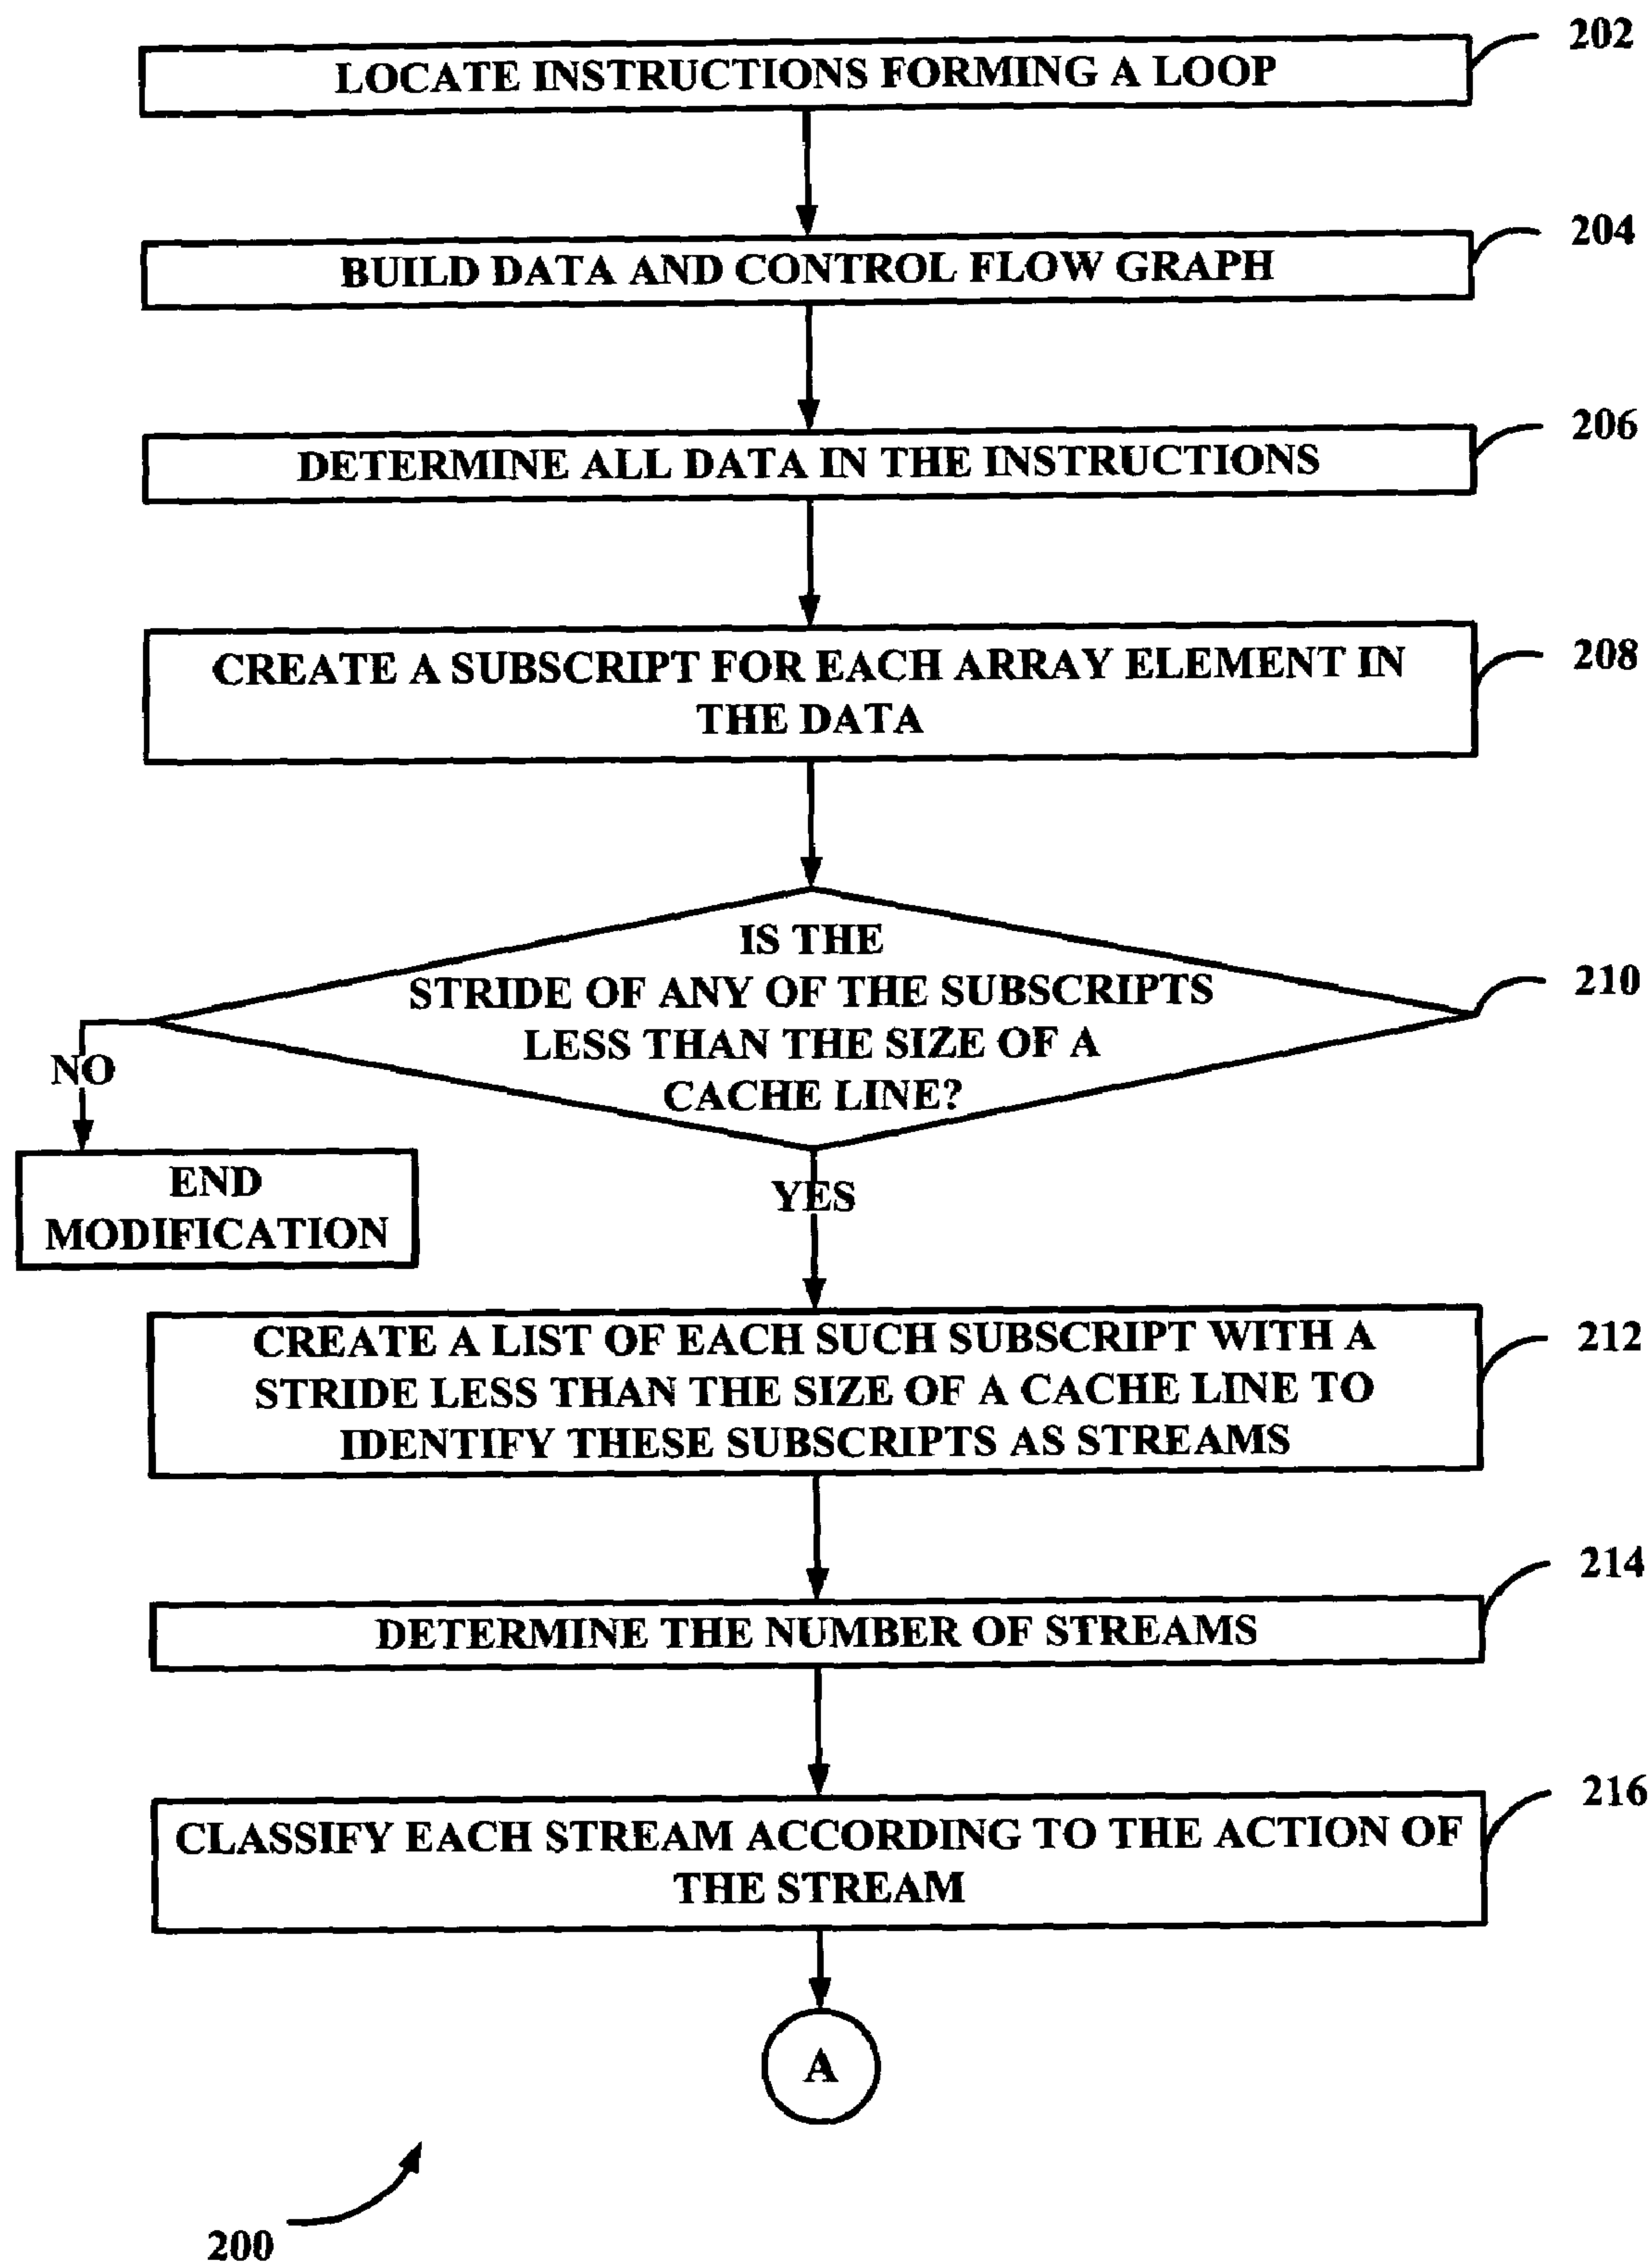 202
LOCATE INSTRUCTIONS FORMING A LOOP
204
BUILD DATA AND CONTROL FLOW GRAPH
206
DETERMINE ALL DATA IN THE INSTRUCTIONS
208
CREATE A SUBSCRIPT FOR EACH ARRAY ELEMENT IN
THE DATA
IS THE
STRIDE OF ANY OF THE SUBSCRIPTS
LESS THAN THE SIZE OF A
CACHE LINE?
210
NO
END
MODIFICATION
YES
CREATE A LIST OF EACH SUCH SUBSCRIPT WITH A
STRIDE LESS THAN THE SIZE OF A CACHE LINE TO
IDENTIFY THESE SUBSCRIPTS AS STREAMS
212
214
DETERMINE THE NUMBER OF STREAMS
216
CLASSIFY EACH STREAM ACCORDING TO THE ACTION OF
THE STREAM
A
200